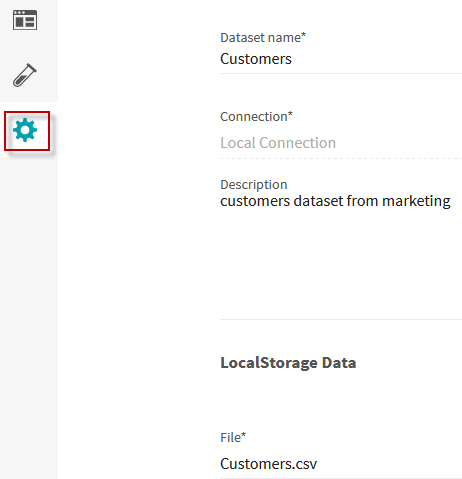 Dataset name*
Customers
Connection*
Local Connection
Description
customers dataset from marketing
LocalStorage Data
File*
Customers.csv